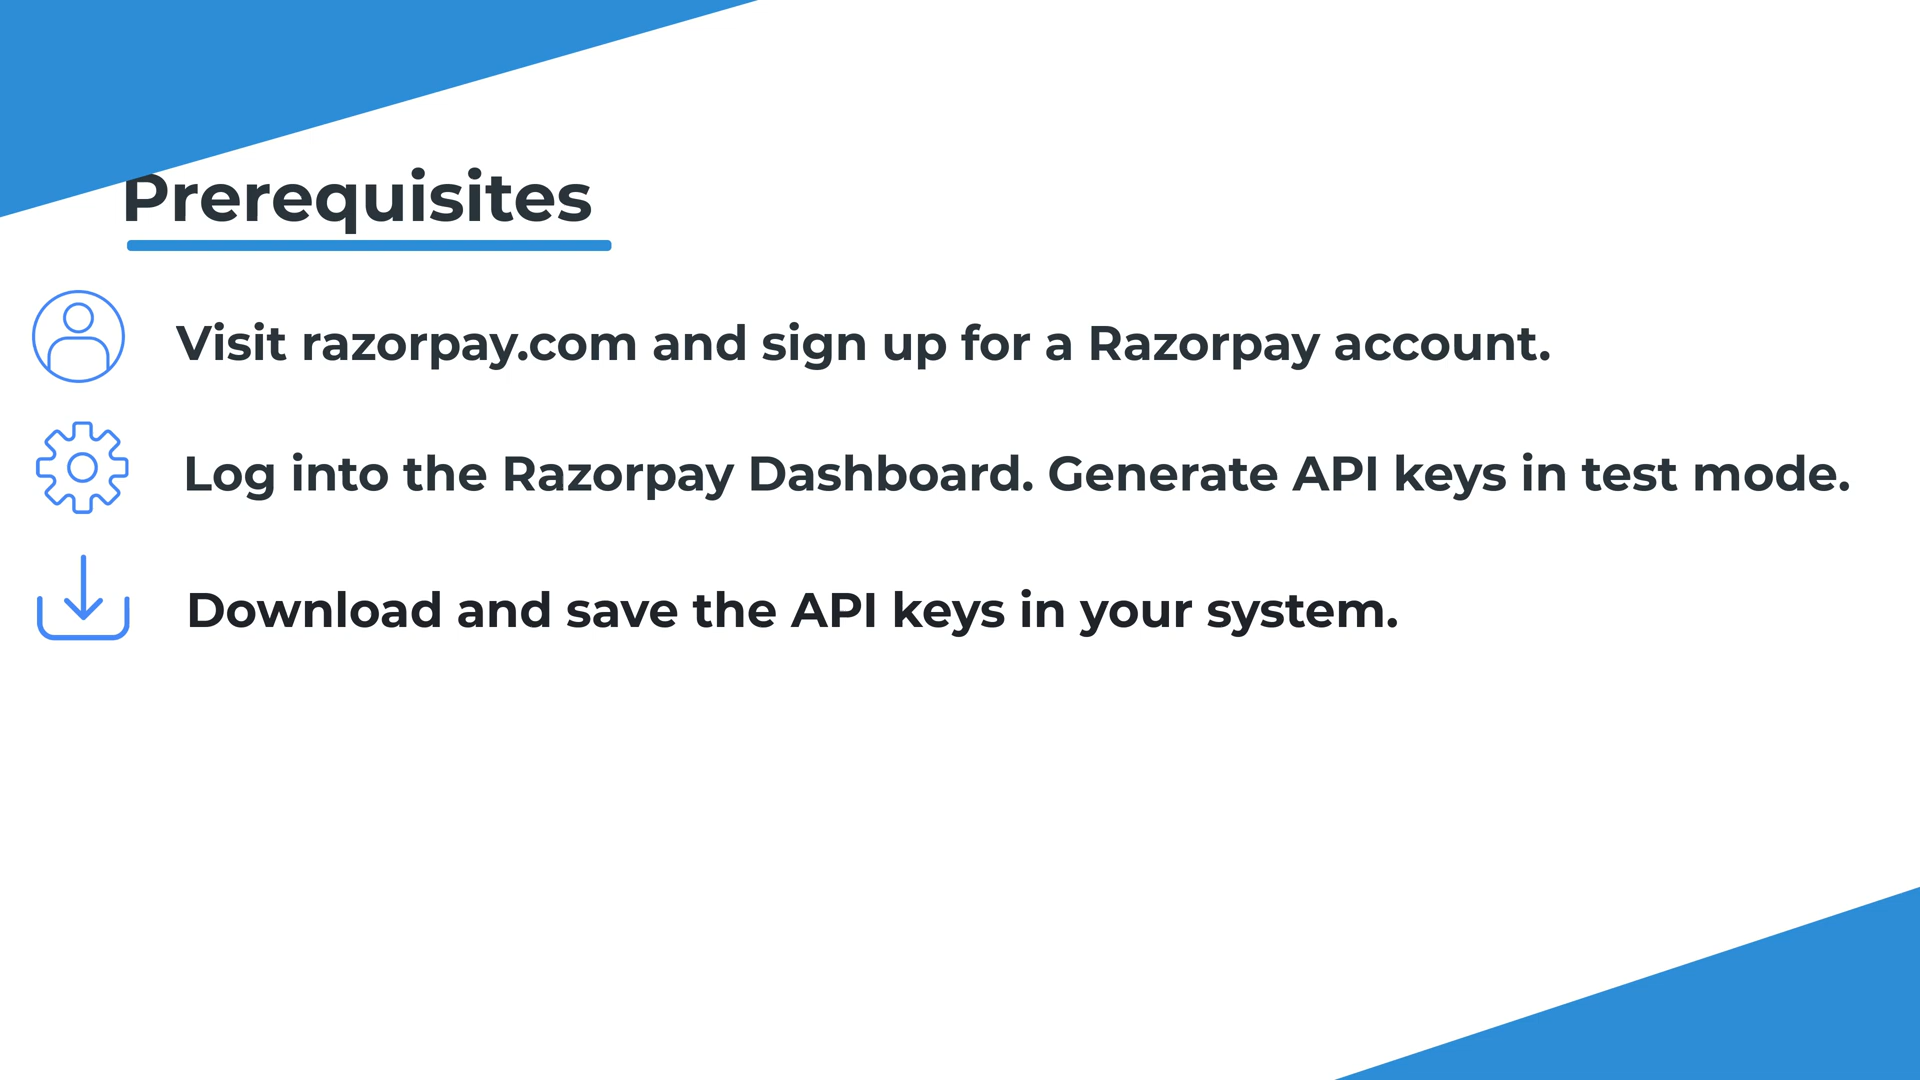 Prerequisites
Visit razorpay.com and sign up for a Razorpay account.
Log into the Razorpay Dashboard. Generate API keys in test mode.
Download and save the API keys in your system.